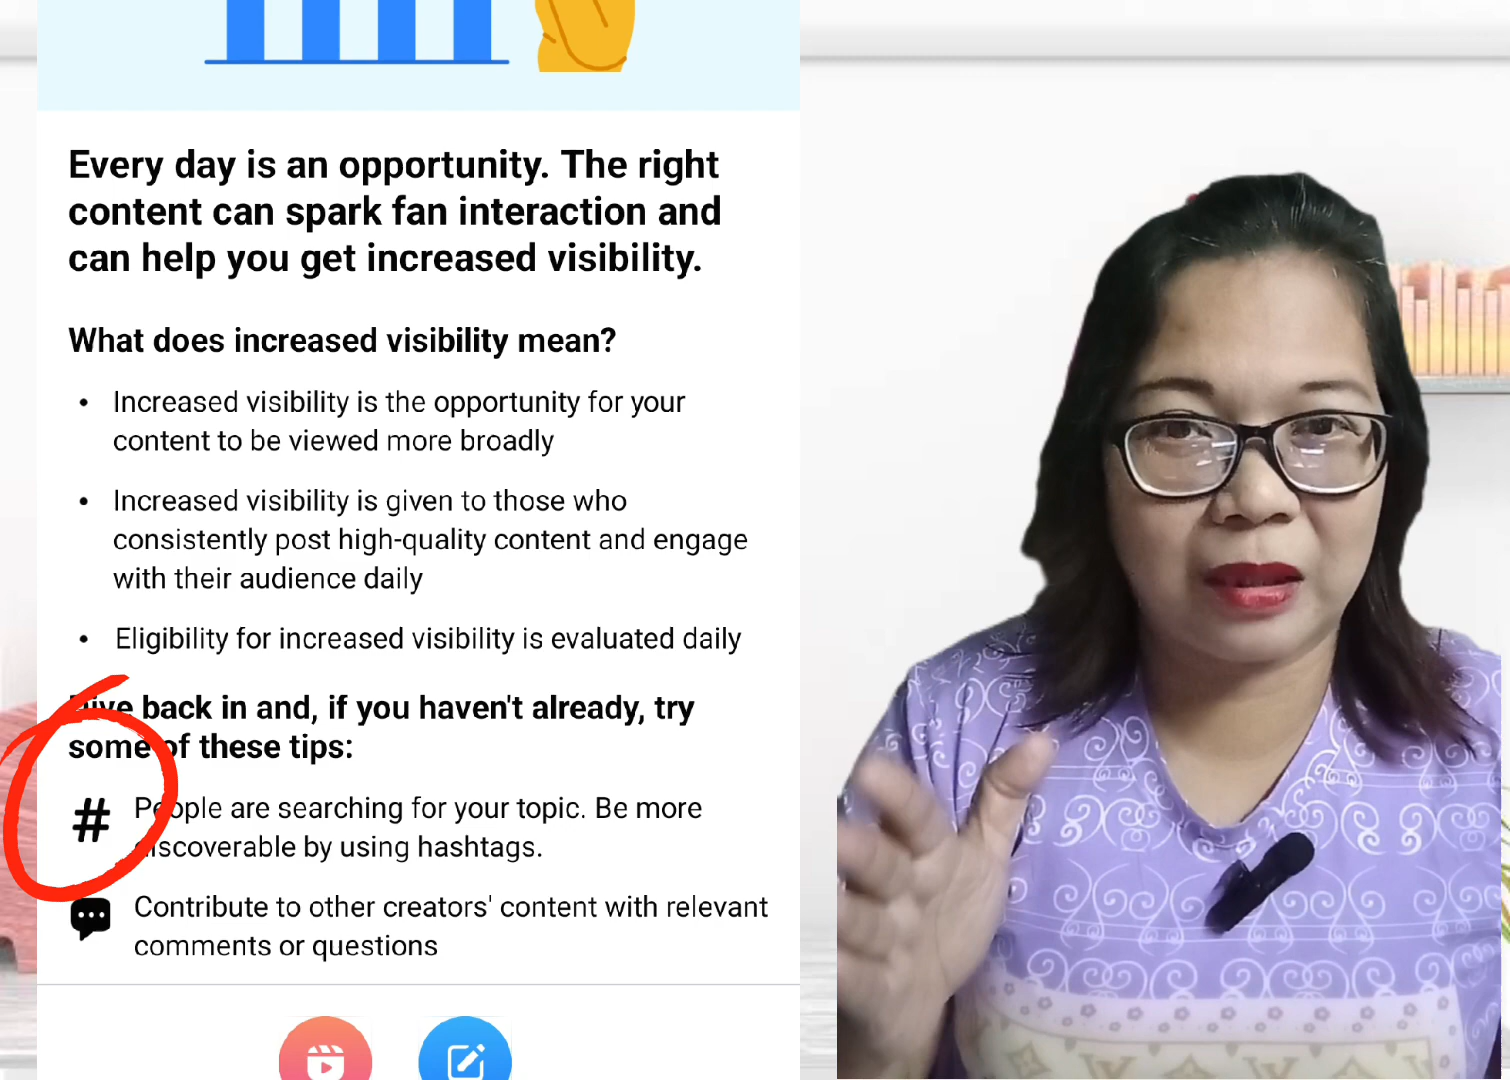 Every day is an opportunity. The right
content can spark fan interaction and
can help you get increased visibility.
What does increased visibility mean?
• Increased visibility is the opportunity for your
content to be viewed more broadly
• Increased visibility is given to those who
consistently post high-quality content and engage
with their audience daily
• Eligibility for increased visibility is evaluated daily
Dive back in and, if you haven't already, try
some of these tips:
# People are searching for your topic. Be more
discoverable by using hashtags.
Contribute to other creators' content with relevant
comments or questions